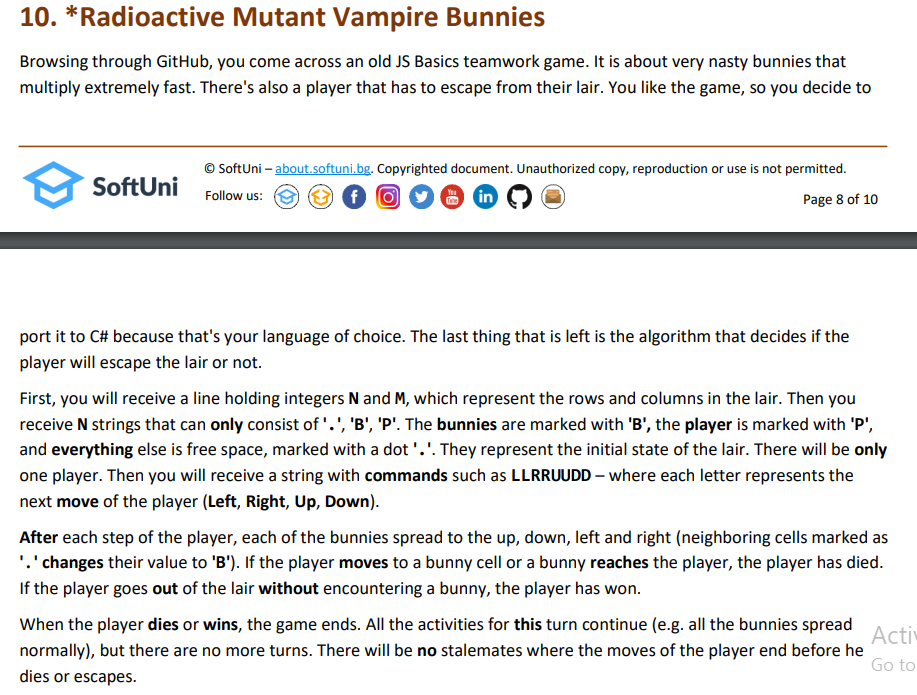 10. *Radioactive Mutant Vampire Bunnies
Browsing through GitHub, you come across an old JS Basics teamwork game. It is about very nasty bunnies that
multiply extremely fast. There's also a player that has to escape from their lair. You like the game, so you decide to
SoftUni
© SoftUni – about.softuni.bg. Copyrighted document. Unauthorized copy, reproduction or use is not permitted.
Follow us:
Page 8 of 10
port it to C# because that's your language of choice. The last thing that is left is the algorithm that decides if the
player will escape the lair or not.
First, you will receive a line holding integers N and M, which represent the rows and columns in the lair. Then you
receive N strings that can only consist of '.', 'B', 'P'. The bunnies are marked with 'B', the player is marked with 'P',
and everything else is free space, marked with a dot '.'. They represent the initial state of the lair. There will be only
one player. Then you will receive a string with commands such as LLRRUUDD – where each letter represents the
next move of the player (Left, Right, Up, Down).
After each step of the player, each of the bunnies spread to the up, down, left and right (neighboring cells marked as
'.' changes their value to 'B'). If the player moves to a bunny cell or a bunny reaches the player, the player has died.
If the player goes out of the lair without encountering a bunny, the player has won.
When the player dies or wins, the game ends. All the activities for this turn continue (e.g. all the bunnies spread
normally), but there are no more turns. There will be no stalemates where the moves of the player end before he
dies or escapes.
Activ
Go to